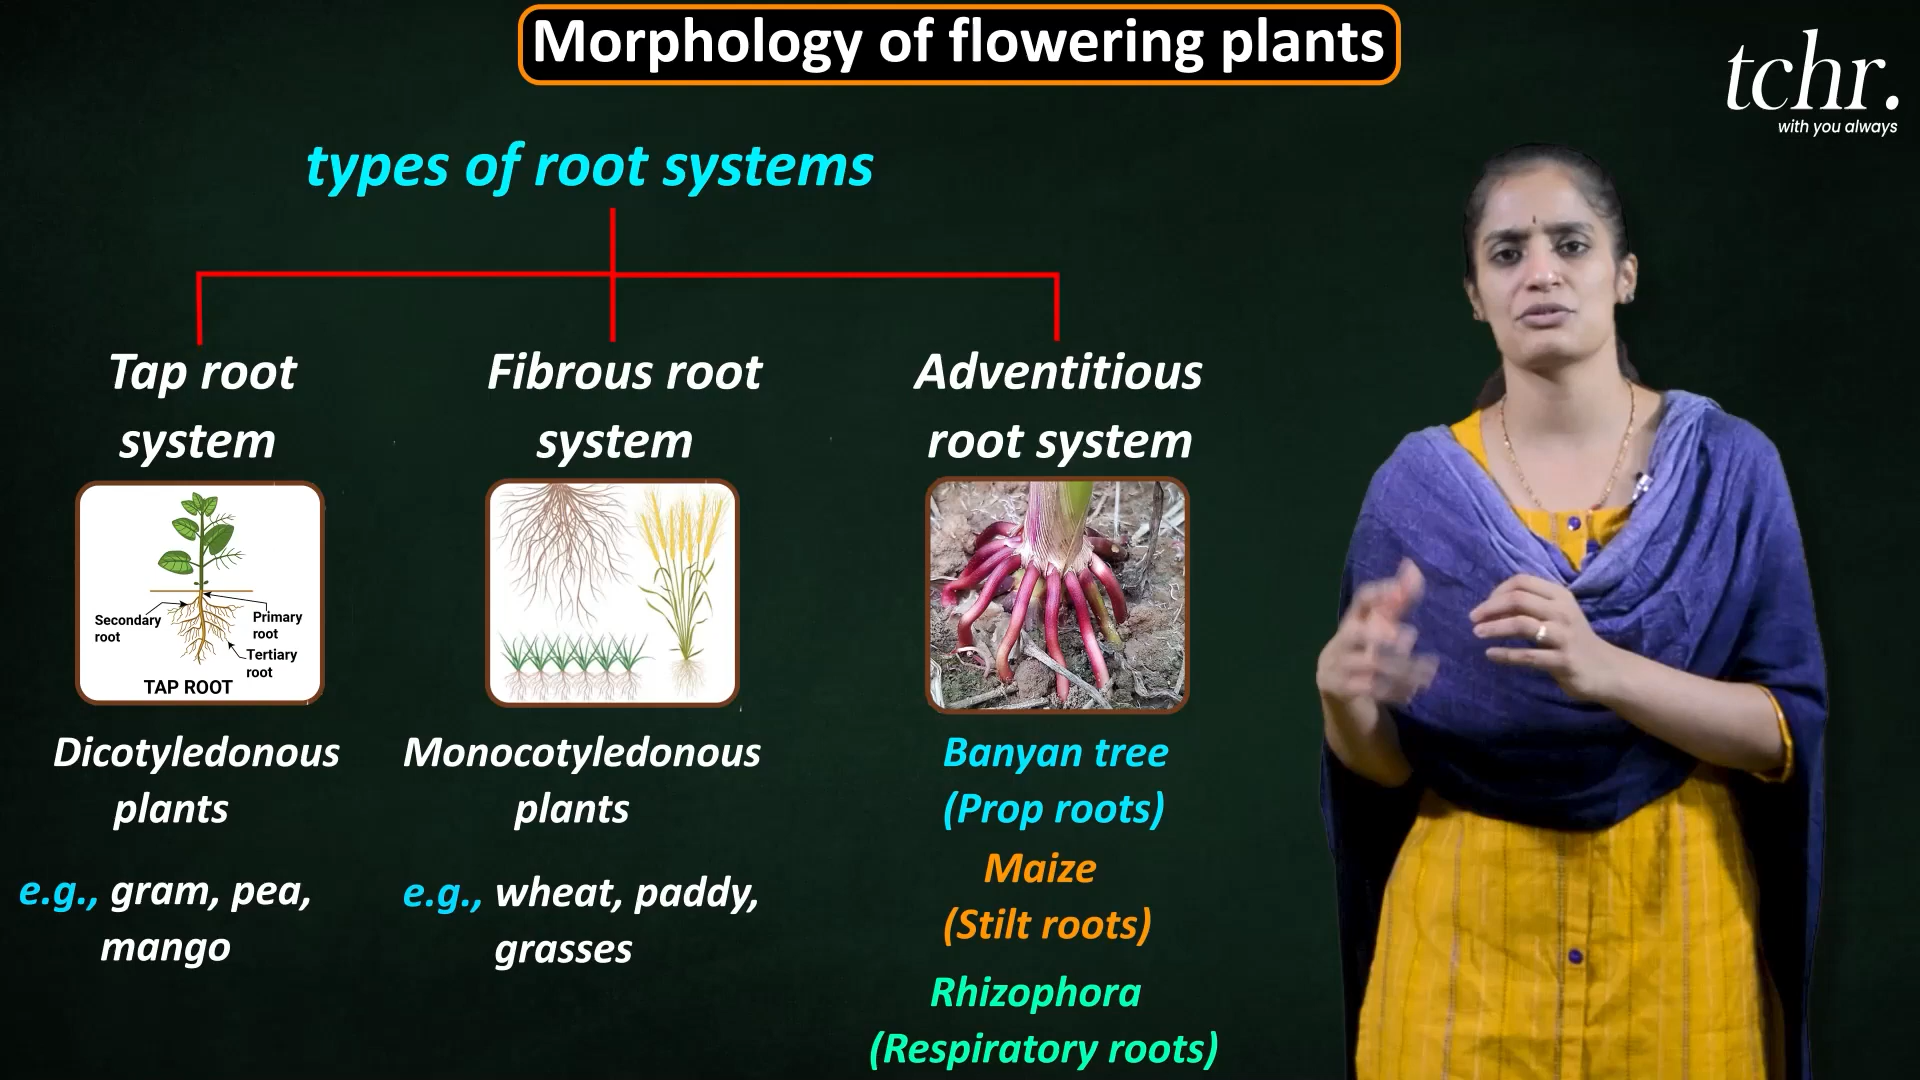 Morphology of flowering plants
tchr.
with you always
types of root systems
Tap root
system
Secondary
root
Primary
root
Tertiary
root
TAP ROOT
Dicotyledonous
plants
e.g., gram, pea,
mango
Fibrous root
system
Monocotyledonous
plants
e.g., wheat, paddy,
grasses
Adventitious
root system
Banyan tree
(Prop roots)
Maize
(Stilt roots)
Rhizophora
(Respiratory roots)